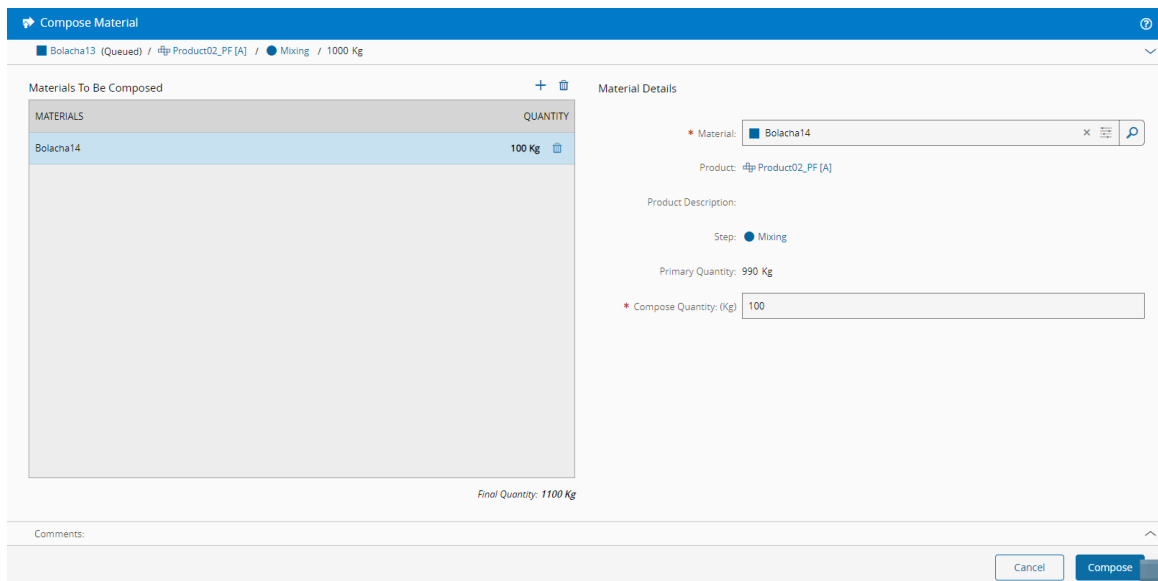 Compose Material
Bolacha13 (Queued) / Product02_PF [A] / Mixing / 1000 Kg
Materials To Be Composed
MATERIALS QUANTITY
Bolacha14 100 Kg
Final Quantity: 1100 Kg
Material Details
* Material: Bolacha14
Product: Product02_PF [A]
Product Description:
Step: Mixing
Primary Quantity: 990 Kg
* Compose Quantity: (Kg) 100
Comments:
Cancel Compose